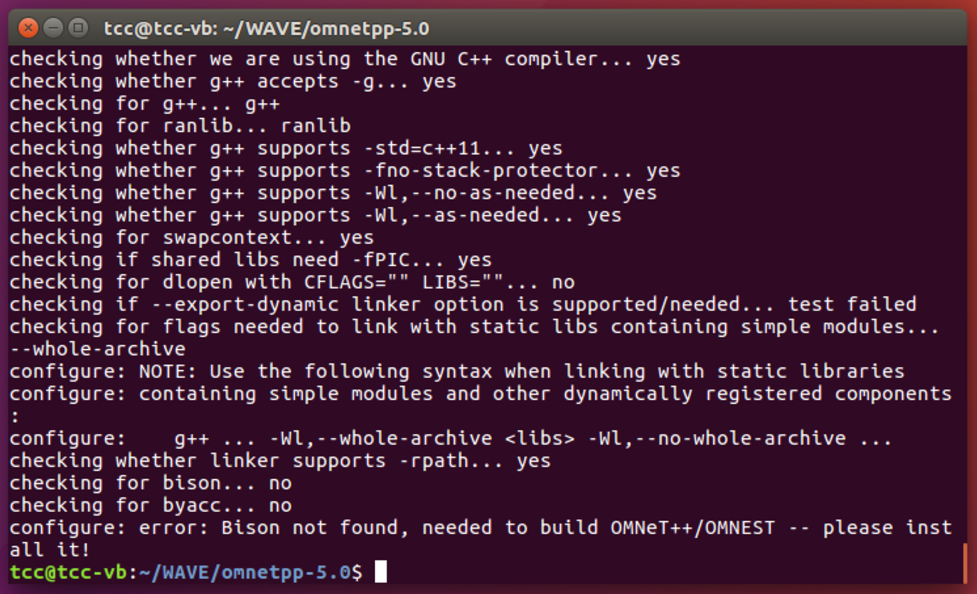 tcc@tcc-vb: ~/WAVE/omnetpp-5.0
checking whether we are using the GNU C++ compiler... yes
checking whether g++ accepts -g... yes
checking for g++... g++
checking for ranlib... ranlib
checking whether g++ supports -std=c++11... yes
checking whether g++ supports -fno-stack-protector... yes
checking whether g++ supports -Wl,--no-as-needed... yes
checking whether g++ supports -Wl,--as-needed... yes
checking for swapcontext... yes
checking if shared libs need -fPIC... yes
checking for dlopen with CFLAGS="" LIBS=""... no
checking if --export-dynamic linker option is supported/needed... test failed
checking for flags needed to link with static libs containing simple modules...
--whole-archive
configure: NOTE: Use the following syntax when linking with static libraries
configure: containing simple modules and other dynamically registered components
:
configure:    g++ ... -Wl,--whole-archive <libs> -Wl,--no-whole-archive ...
checking whether linker supports -rpath... yes
checking for bison... no
checking for byacc... no
configure: error: Bison not found, needed to build OMNeT++/OMNEST -- please inst
all it!
tcc@tcc-vb:~/WAVE/omnetpp-5.0$